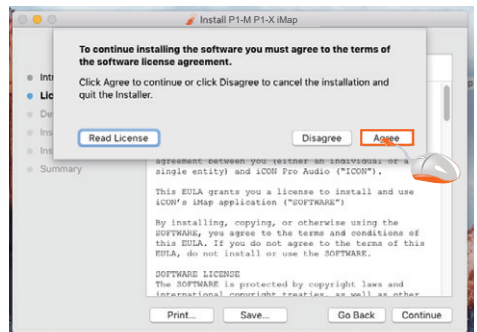 Install P1-M P1-X iMap
To continue installing the software you must agree to the terms of
the software license agreement.
Click Agree to continue or click Disagree to cancel the installation and
quit the Installer.
Read License
Disagree
Agree
Summary
agreement between you (either an individual or a
single entity) and iCON Pro Audio ("ICON").
This EULA grants you a license to install and use
iCON's iMap application ("SOFTWARE")
By installing, copying, or otherwise using the
SOFTWARE, you agree to the terms and conditions of
this EULA. If you do not agree to the terms of this
EULA, do not install or use the SOFTWARE.
SOFTWARE LICENSE
The SOFTWARE is protected by copyright laws and
international copyright treaties, as well as other
Print...
Save...
Go Back
Continue